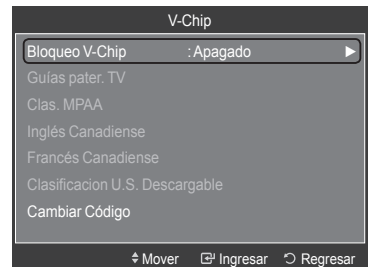 V-Chip
Bloqueo V-Chip : Apagado
Guías pater. TV
Clas. MPAA
Inglés Canadiense
Francés Canadiense
Clasificacion U.S. Descargable
Cambiar Código
Mover Ingresar Regresar